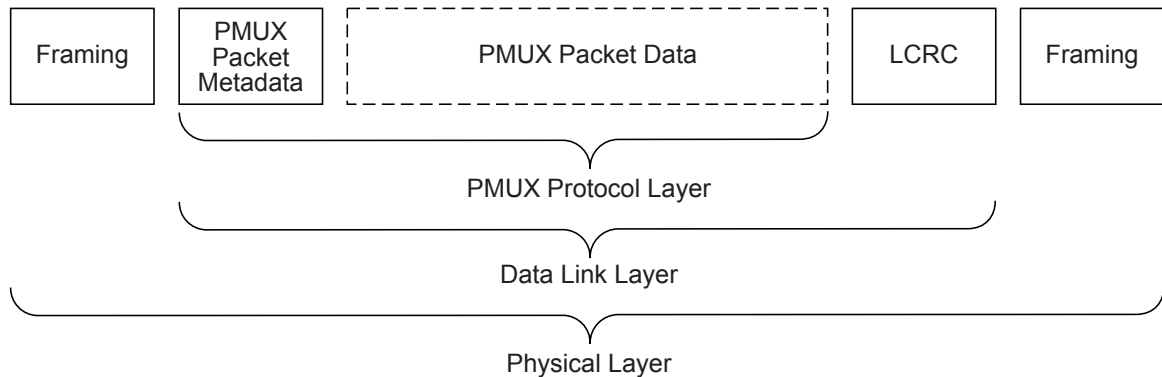 Framing
PMUX
Packet
Metadata
PMUX Packet Data
LCRC
Framing
PMUX Protocol Layer
Data Link Layer
Physical Layer